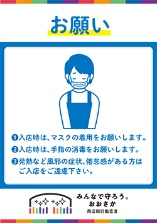 お願い
❶入店時は、マスクの着用をお願いします。
❷入店時は、手指の消毒をお願いします。
❸発熱など風邪の症状、倦怠感がある方は
ご入店をご遠慮下さい。
みんなで守ろう。
おおさか